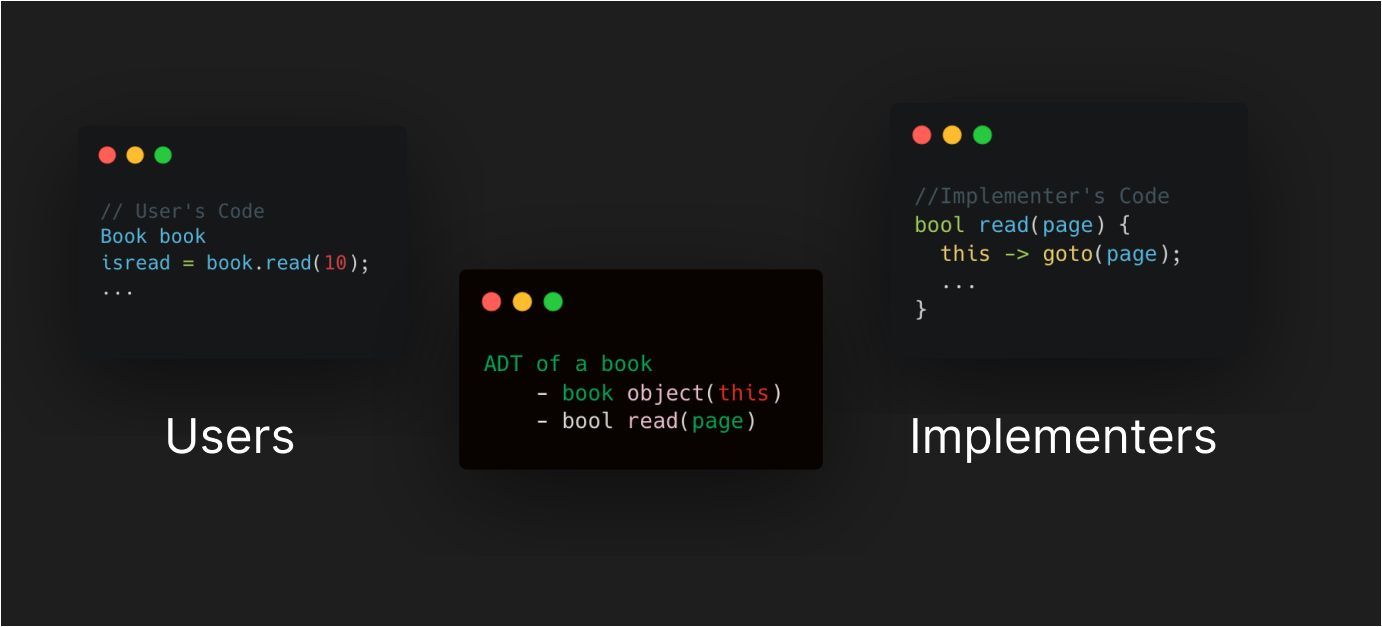 // User's Code
Book book
isread = book.read(10);
...
Users
ADT of a book
- book object(this)
- bool read(page)
//Implementer's Code
bool read(page) {
this -> goto(page);
...
}
Implementers